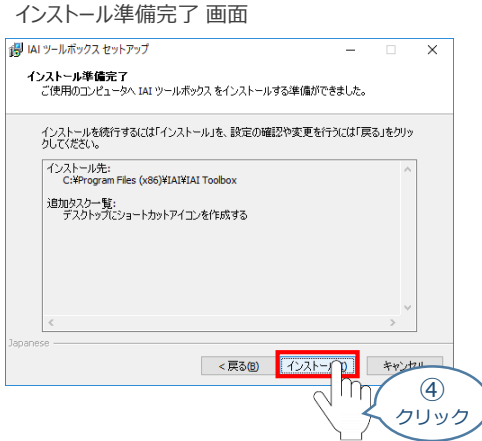 インストール準備完了 画面
IAI ツールボックス セットアップ
インストール準備完了
ご使用のコンピュータへ IAI ツールボックス をインストールする準備ができました。
インストールを続行するには「インストール」を、設定の確認や変更を行うには「戻る」をクリッ
クしてください。
インストール先:
C:¥Program Files (x86)¥IAI¥IAI Toolbox
追加タスク一覧:
デスクトップにショートカットアイコンを作成する
Japanese
< 戻る(B)
④
クリック